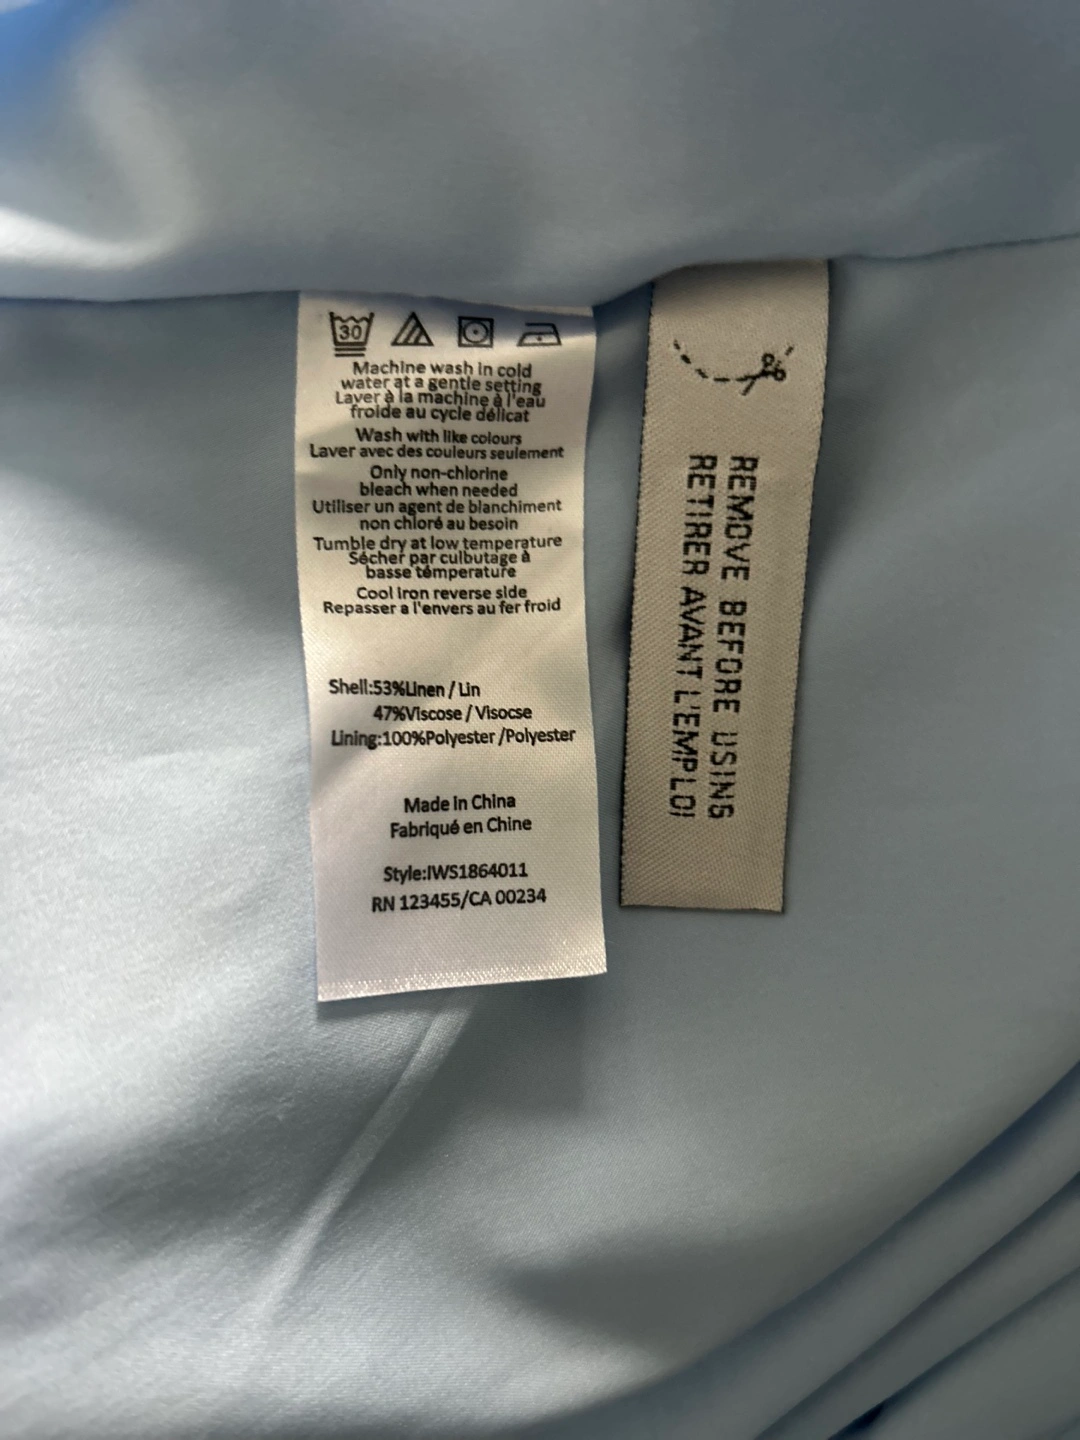 30
Machine wash in cold
water at a gentle setting
Laver à la machine à l'eau
froide au cycle délicat
Wash with like colours
Laver avec des couleurs seulement
Only non-chlorine
bleach when needed
Utiliser un agent de blanchiment
non chloré au besoin
Tumble dry at low temperature
Sécher par culbutage à
basse température
Cool iron reverse side
Repasser a l'envers au fer froid
Shell:53%Linen / Lin
47%Viscose / Visocse
Lining:100%Polyester /Polyester
Made in China
Fabriqué en Chine
Style:IWS1864011
RN 123455/CA 00234
REMOVE BEFORE USING
RETIRER AVANT L'EMPLOI